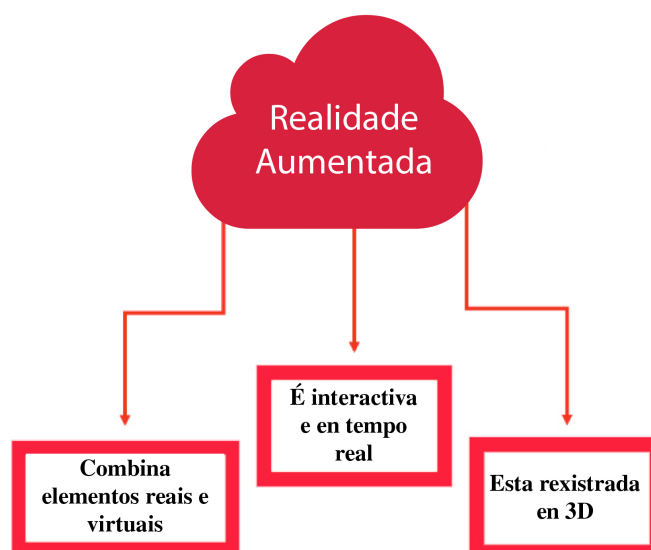 Realidade
Aumentada
Combina
elementos reais e
virtuais
É interactiva
e en tempo
real
Esta rexistrada
en 3D